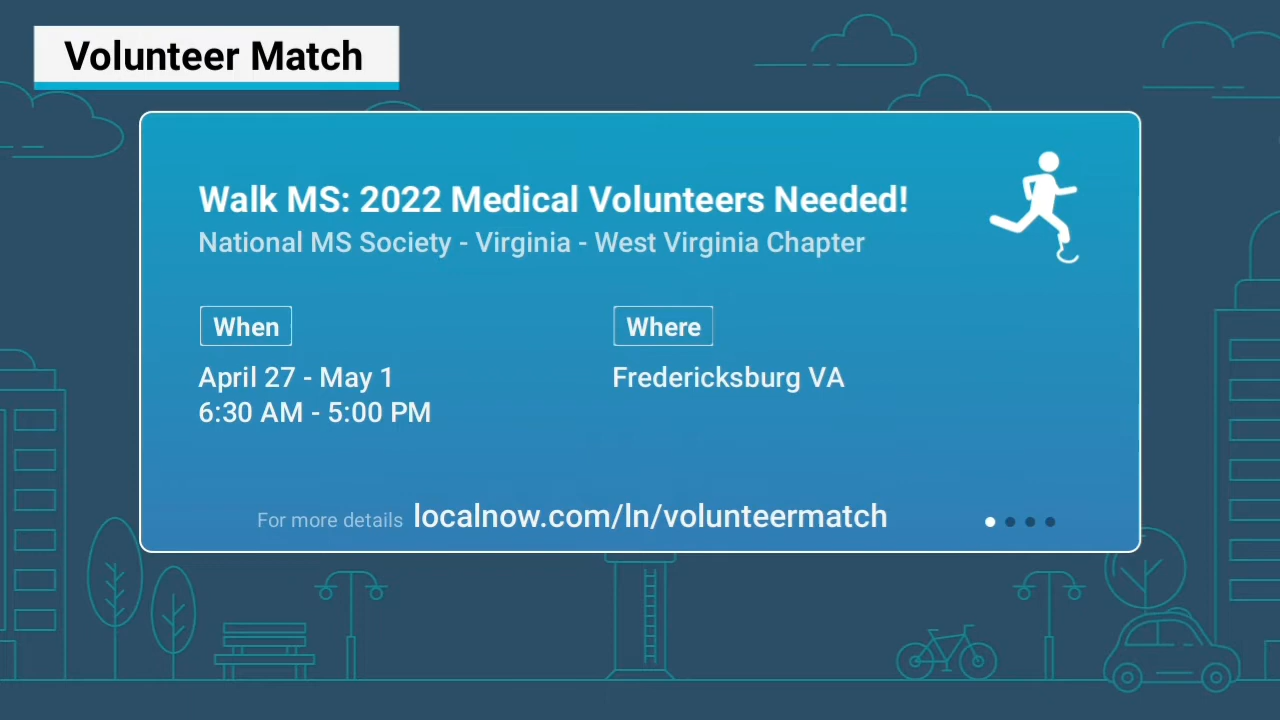 Volunteer Match
Walk MS: 2022 Medical Volunteers Needed!
National MS Society - Virginia - West Virginia Chapter
When
Where
April 27 - May 1
Fredericksburg VA
6:30 AM - 5:00 PM
For more details localnow.com/ln/volunteermatch